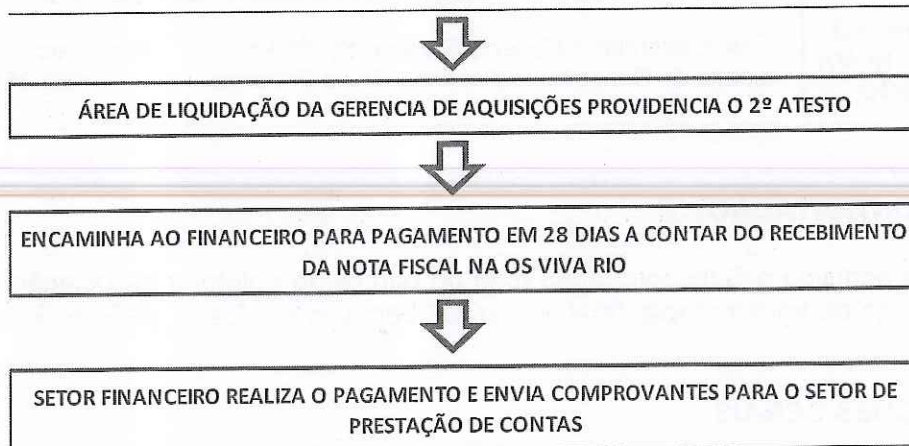 ÁREA DE LIQUIDAÇÃO DA GERENCIA DE AQUISIÇÕES PROVIDENCIA O 2º ATESTO
ENCAMINHA AO FINANCEIRO PARA PAGAMENTO EM 28 DIAS A CONTAR DO RECEBIMENTO
DA NOTA FISCAL NA OS VIVA RIO
SETOR FINANCEIRO REALIZA O PAGAMENTO E ENVIA COMPROVANTES PARA O SETOR DE
PRESTAÇÃO DE CONTAS